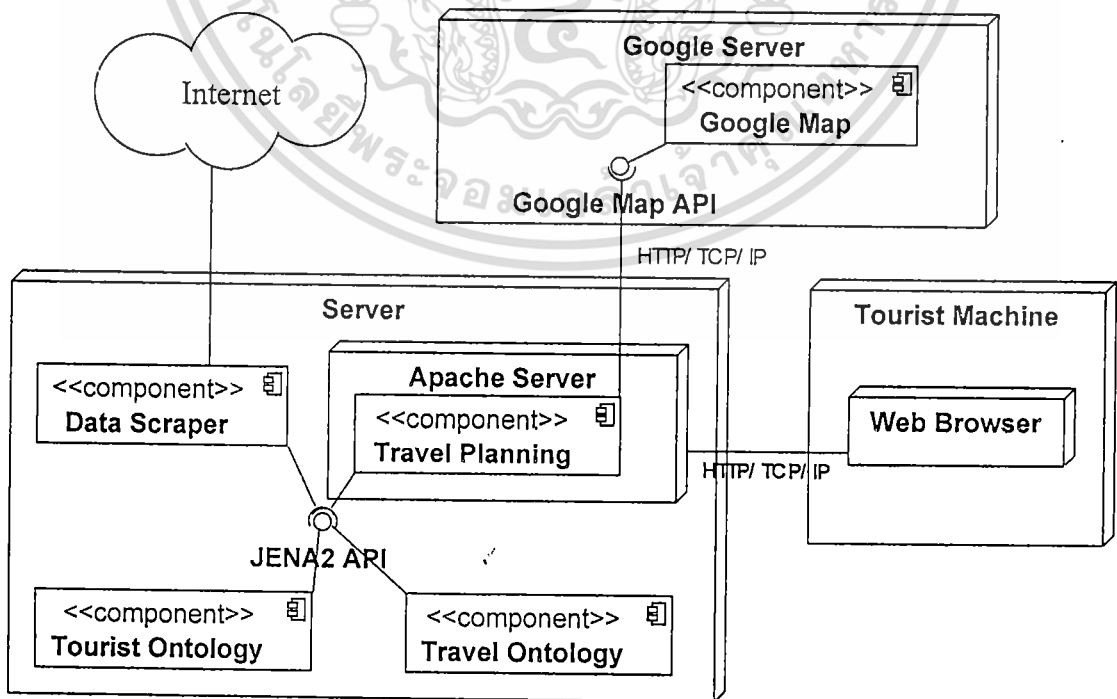 Internet
Google Server
<<component>>
Google Map
Google Map API
HTTP/ TCP/ IP
Server
<<component>>
Data Scraper
Apache Server
<<component>>
Travel Planning
JENA2 API
<<component>>
Tourist Ontology
<<component>>
Travel Ontology
HTTP/ TCP/ IP
Tourist Machine
Web Browser